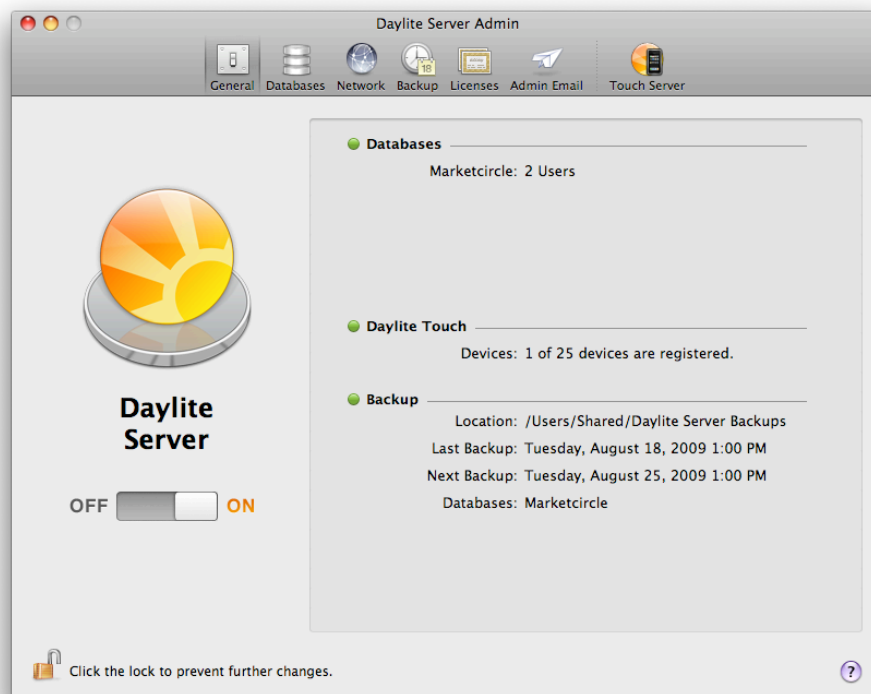 Daylite Server Admin
General Databases Network Backup Licenses Admin Email Touch Server
18
Databases
Marketcircle: 2 Users
Daylite Touch
Devices: 1 of 25 devices are registered.
Backup
Location: /Users/Shared/Daylite Server Backups
Last Backup: Tuesday, August 18, 2009 1:00 PM
Next Backup: Tuesday, August 25, 2009 1:00 PM
Databases: Marketcircle
Daylite
Server
OFF ON
Click the lock to prevent further changes.
?